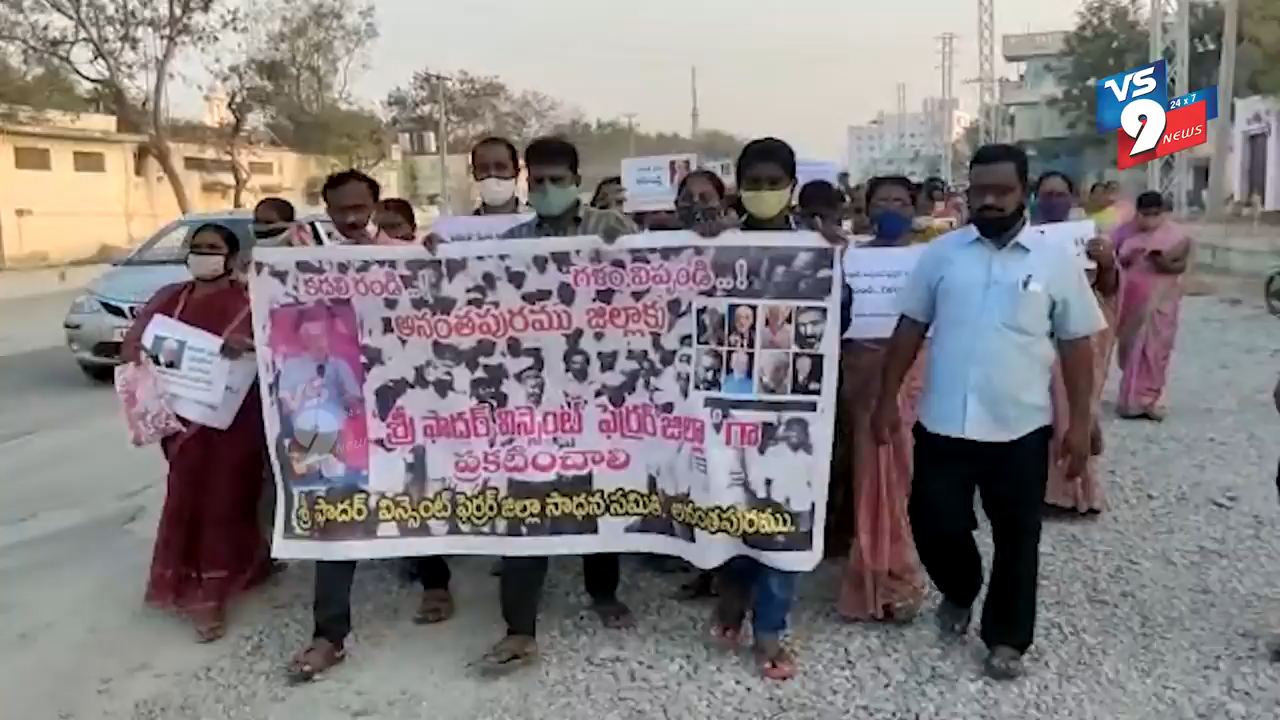 కదలి రండి ..!
గళం విప్పండి ..!
అనంతపురము జిల్లాకు
శ్రీ ఫాదర్ విన్సెంట్ ఫెర్రర్ జిల్లా "గా
ప్రకటించాలి
శ్రీ ఫాదర్ విన్సెంట్ ఫెర్రర్ జిల్లా సాధన సమితి, అనంతపురము.
VS
9
24 x 7
NEWS